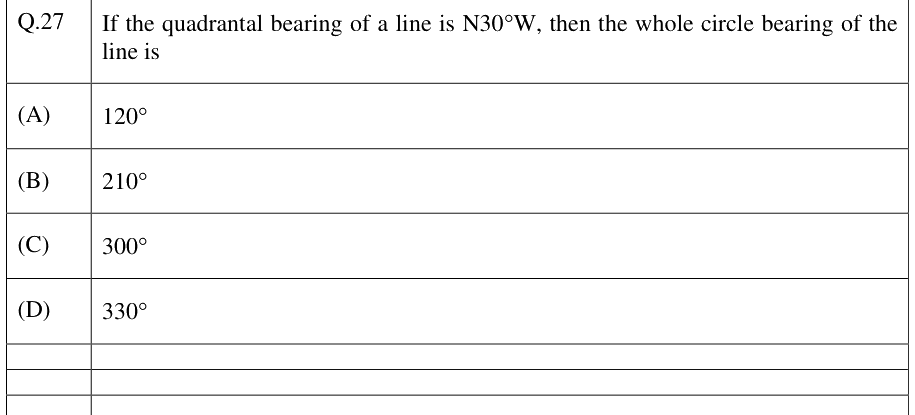 Q.27 If the quadrantal bearing of a line is N30°W, then the whole circle bearing of the
line is
(A) 120°
(B) 210°
(C) 300°
(D) 330°